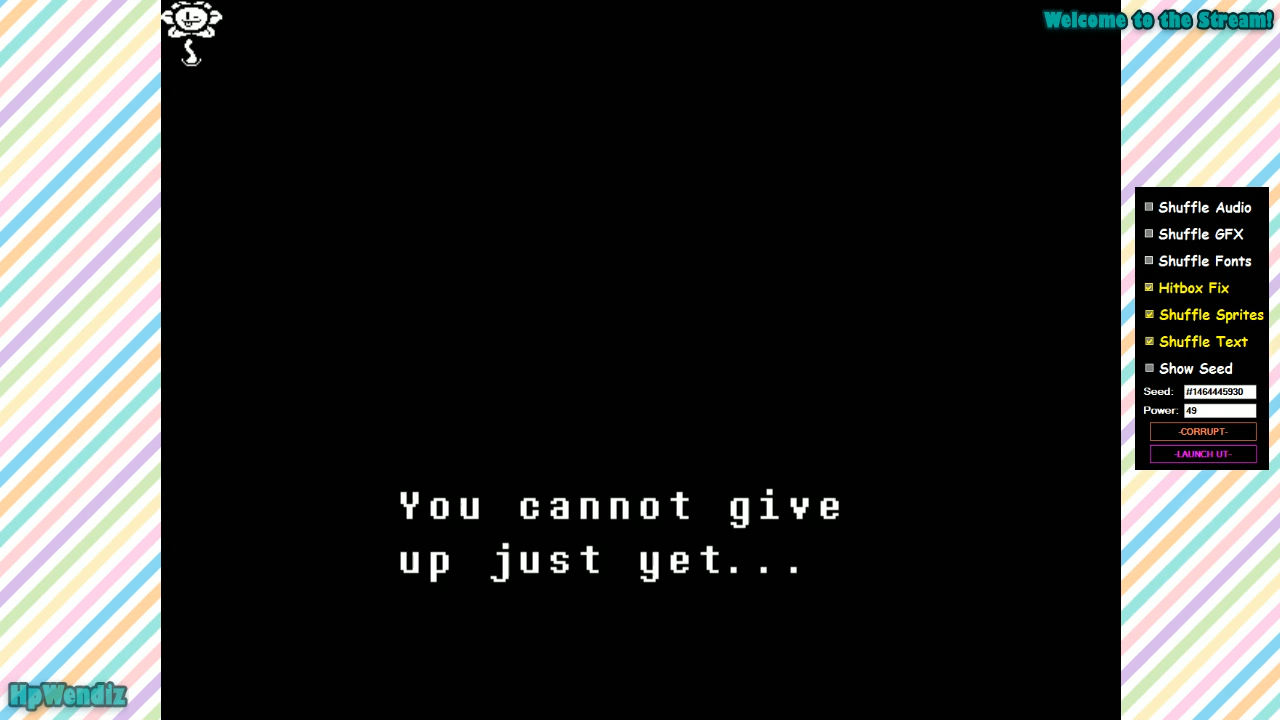 Welcome to the Stream!
Shuffle Audio
Shuffle GFX
Shuffle Fonts
Hitbox Fix
Shuffle Sprites
Shuffle Text
Show Seed
Seed: #1464445930
Power: 49
-CORRUPT-
-LAUNCH UT-
You cannot give
up just yet...
HpWendiz